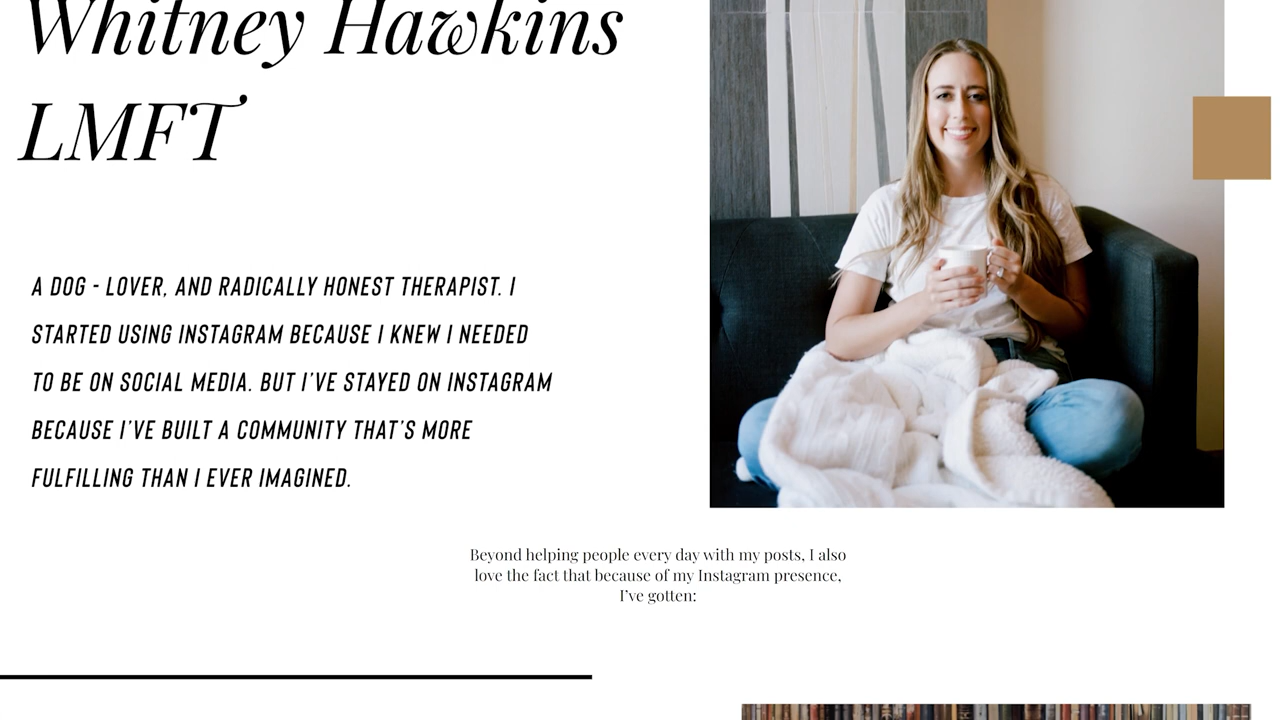 Whitney Hawkins
LMFT
A DOG - LOVER, AND RADICALLY HONEST THERAPIST. I
STARTED USING INSTAGRAM BECAUSE I KNEW I NEEDED
TO BE ON SOCIAL MEDIA. BUT I'VE STAYED ON INSTAGRAM
BECAUSE I'VE BUILT A COMMUNITY THAT'S MORE
FULFILLING THAN I EVER IMAGINED.
Beyond helping people every day with my posts, I also
love the fact that because of my Instagram presence,
I've gotten: